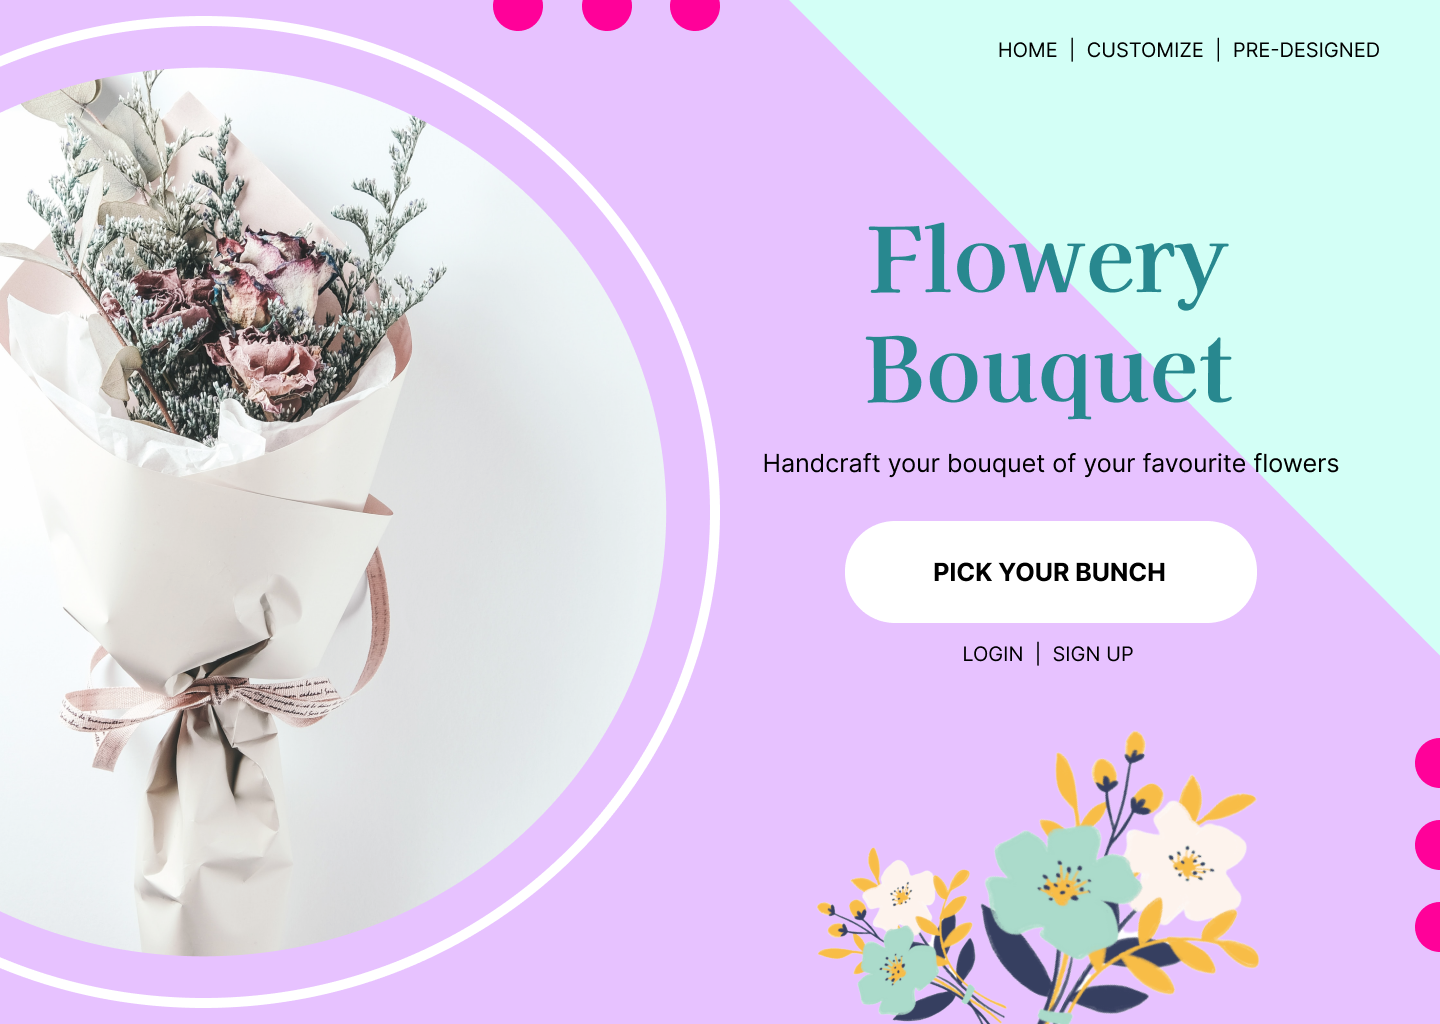 HOME | CUSTOMIZE | PRE-DESIGNED
Flowery
Bouquet
Handcraft your bouquet of your favourite flowers
PICK YOUR BUNCH
LOGIN | SIGN UP